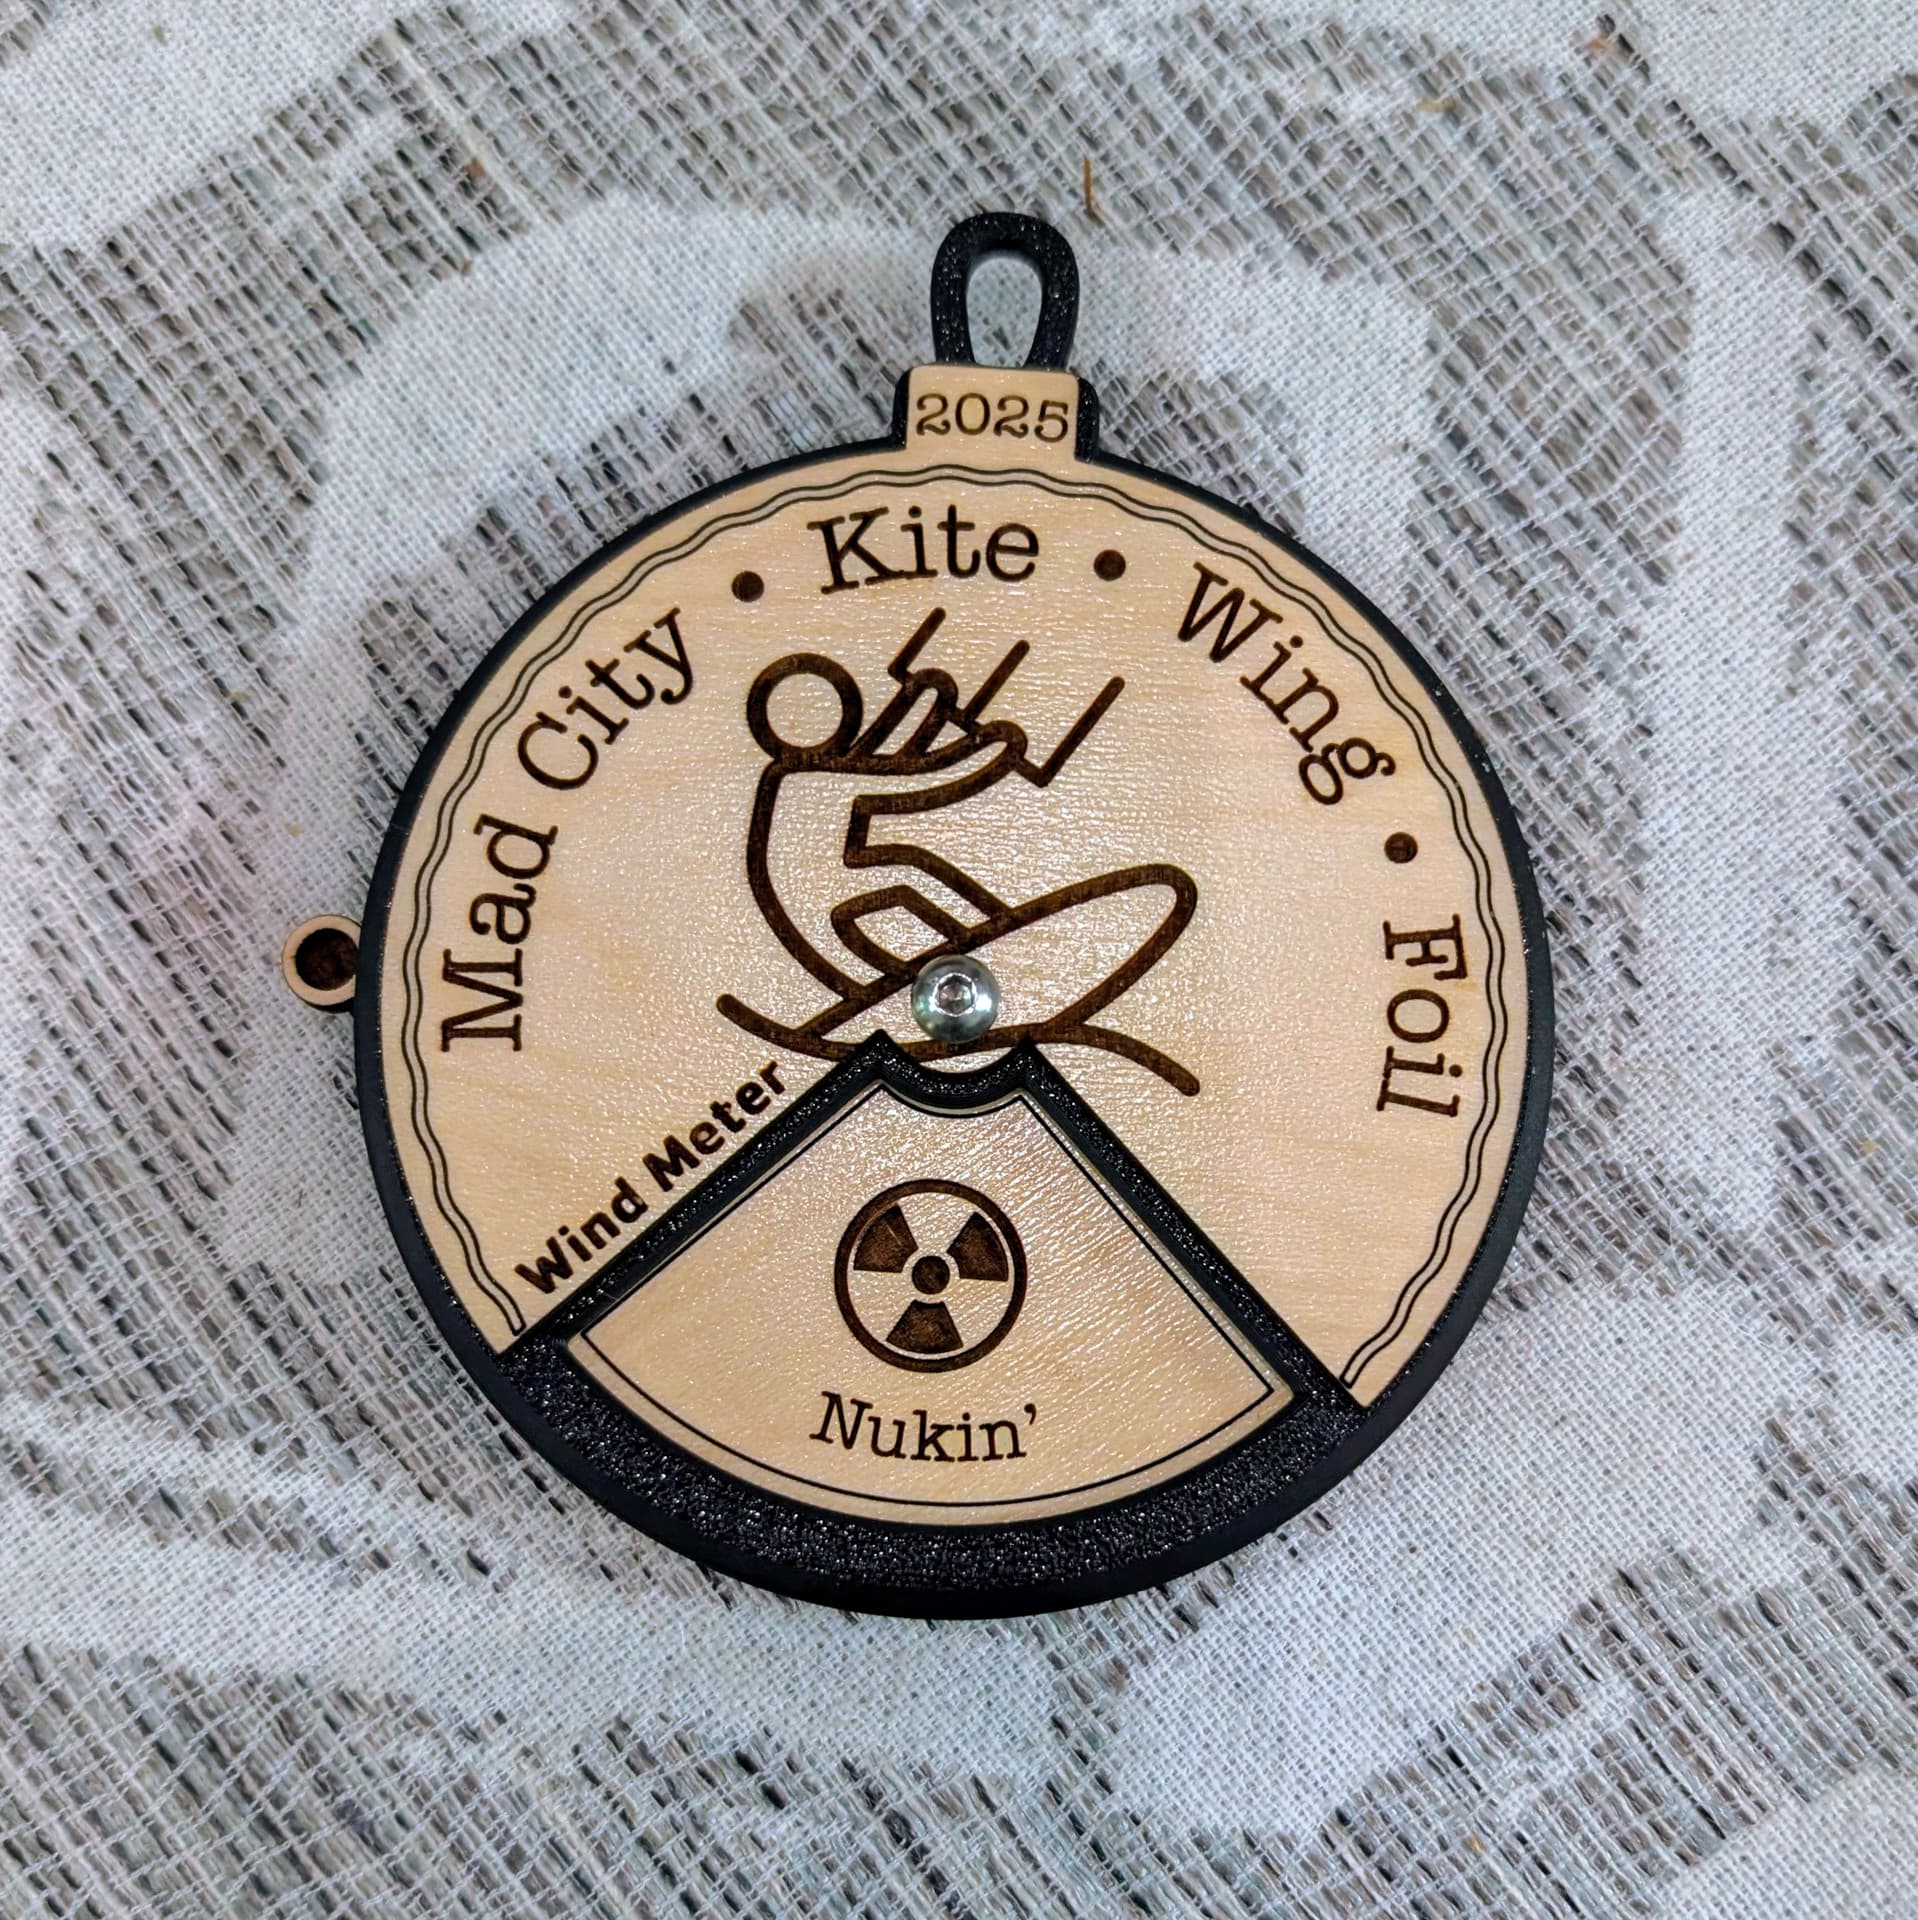 2025
Mad City • Kite • Wing • Foil
Wind Meter
Nukin'